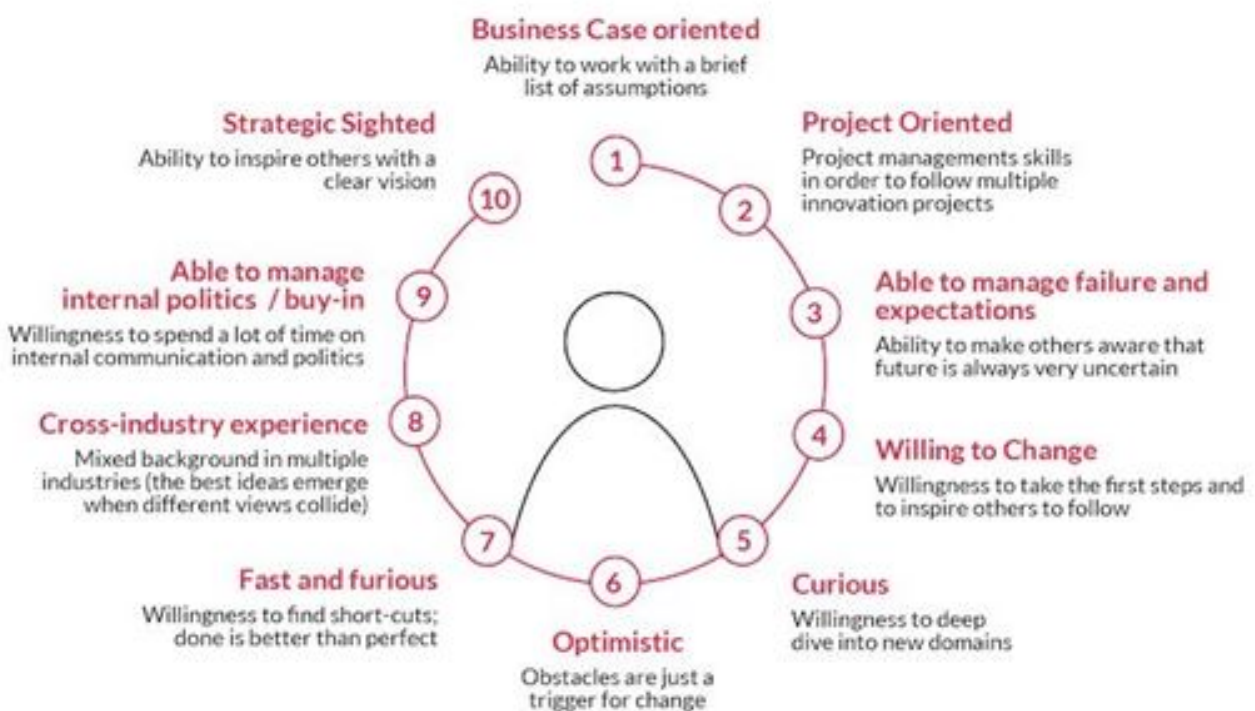 Business Case oriented
Ability to work with a brief
list of assumptions
1
Project Oriented
Project managements skills
in order to follow multiple
innovation projects
2
Able to manage failure and
expectations
Ability to make others aware that
future is always very uncertain
3
Willing to Change
Willingness to take the first steps and
to inspire others to follow
4
Curious
Willingness to deep
dive into new domains
5
Optimistic
Obstacles are just a
trigger for change
6
Fast and furious
Willingness to find short-cuts;
done is better than perfect
7
Cross-industry experience
Mixed background in multiple
industries (the best ideas emerge
when different views collide)
8
Able to manage
internal politics / buy-in
Willingness to spend a lot of time on
internal communication and politics
9
Strategic Sighted
Ability to inspire others with a
clear vision
10